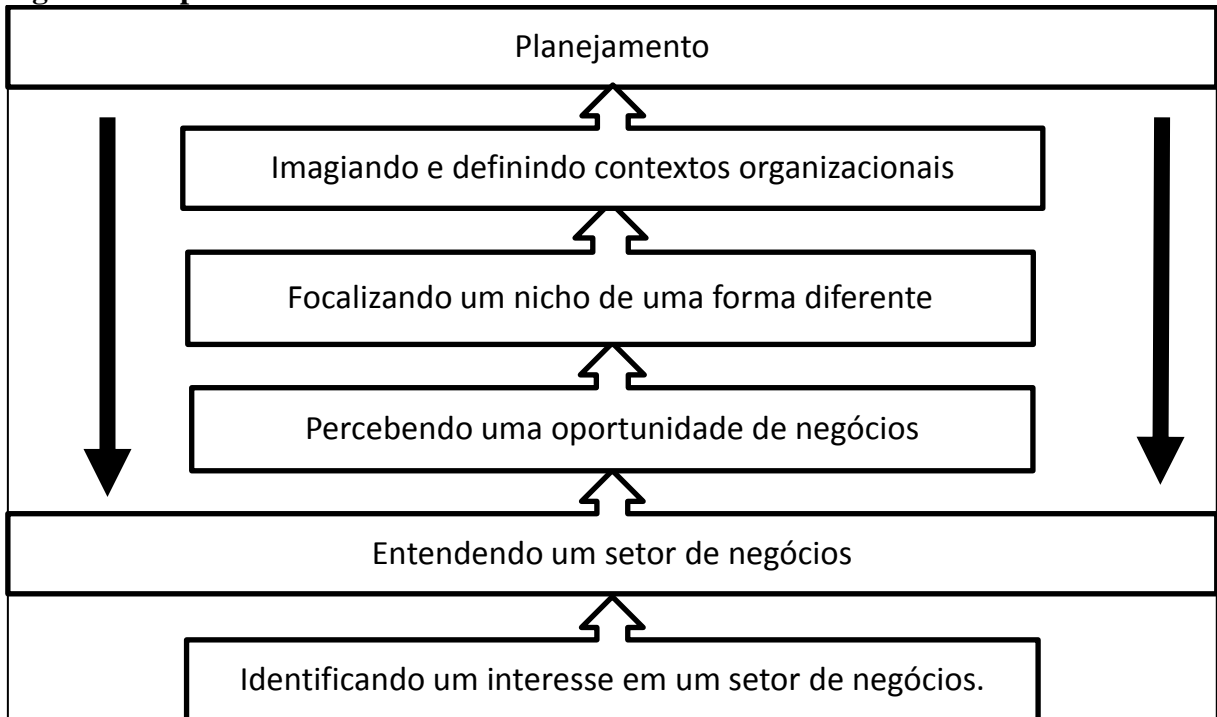 Planejamento
Imagiando e definindo contextos organizacionais
Focalizando um nicho de uma forma diferente
Percebendo uma oportunidade de negócios
Entendendo um setor de negócios
Identificando um interesse em um setor de negócios.